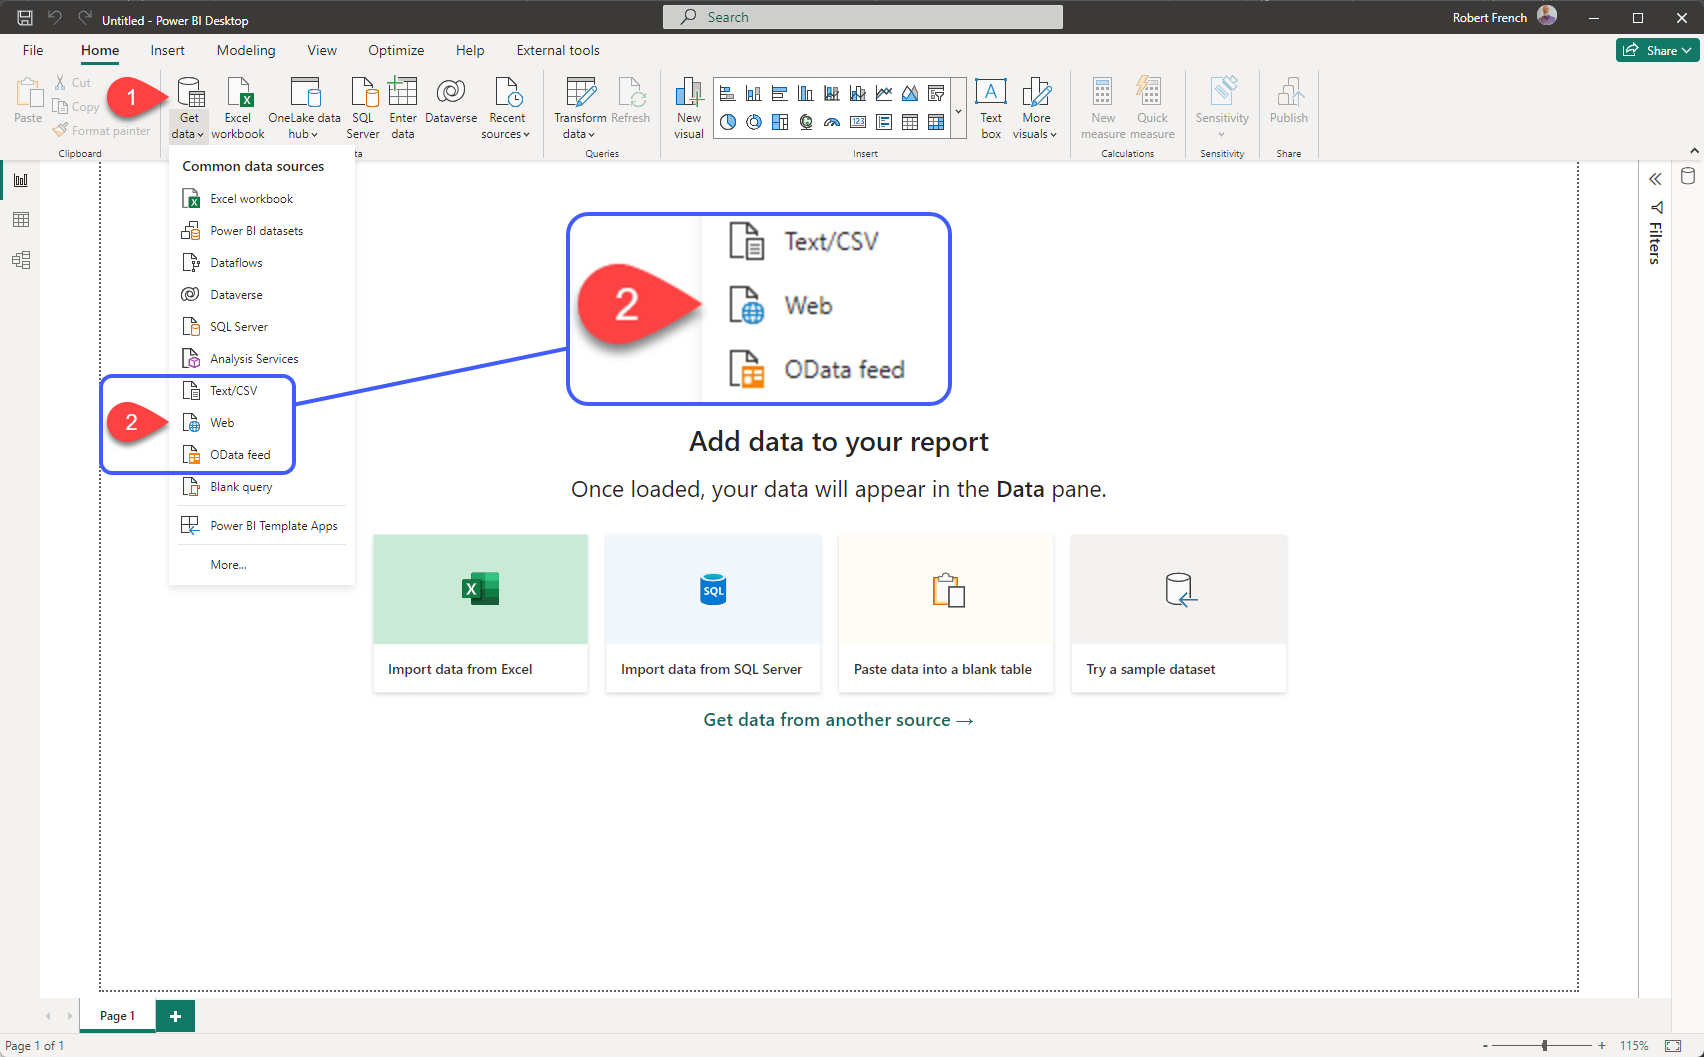 Untitled - Power BI Desktop
Search
Robert French
File Home Insert Modeling View Optimize Help External tools
Share
Paste
Cut
Copy
Format painter
Clipboard
1
Get data
Excel workbook
OneLake data hub
SQL Server
Enter data
Dataverse
Recent sources
ta
Transform data
Refresh
Queries
New visual
123
Insert
A
Text box
More visuals
New measure
Quick measure
Calculations
Sensitivity
Sensitivity
Publish
Share
Common data sources
Excel workbook
Power BI datasets
Dataflows
Dataverse
SQL Server
Analysis Services
Text/CSV
2
Web
OData feed
Blank query
Power BI Template Apps
More...
Text/CSV
2
Web
OData feed
Filters
Add data to your report
Once loaded, your data will appear in the Data pane.
X
SQL
Import data from Excel
Import data from SQL Server
Paste data into a blank table
Try a sample dataset
Get data from another source →
Page 1
+
Page 1 of 1
- + 115%